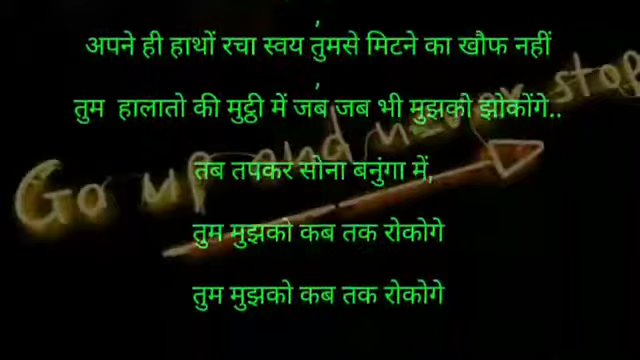 ,
अपने ही हाथों रचा स्वय तुमसे मिटने का खौफ नहीं
,
तुम हालातो की मुट्ठी में जब जब भी मुझको झोकोंगे..
तब तपकर सोना बनुंगा में,
तुम मुझको कब तक रोकोगे
तुम मुझको कब तक रोकोगे
Go up and never stop